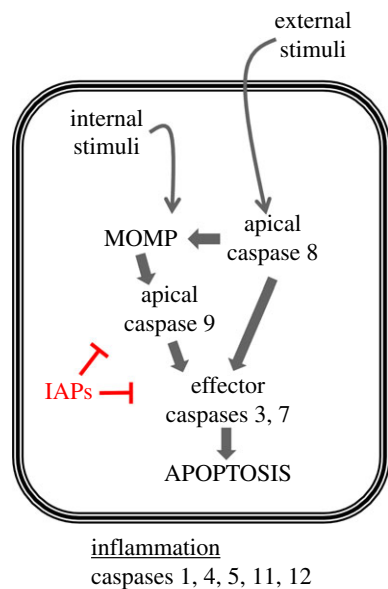 external
stimuli
internal
stimuli
MOMP
apical
caspase 8
apical
caspase 9
IAPs
effector
caspases 3, 7
APOPTOSIS
inflammation
caspases 1, 4, 5, 11, 12